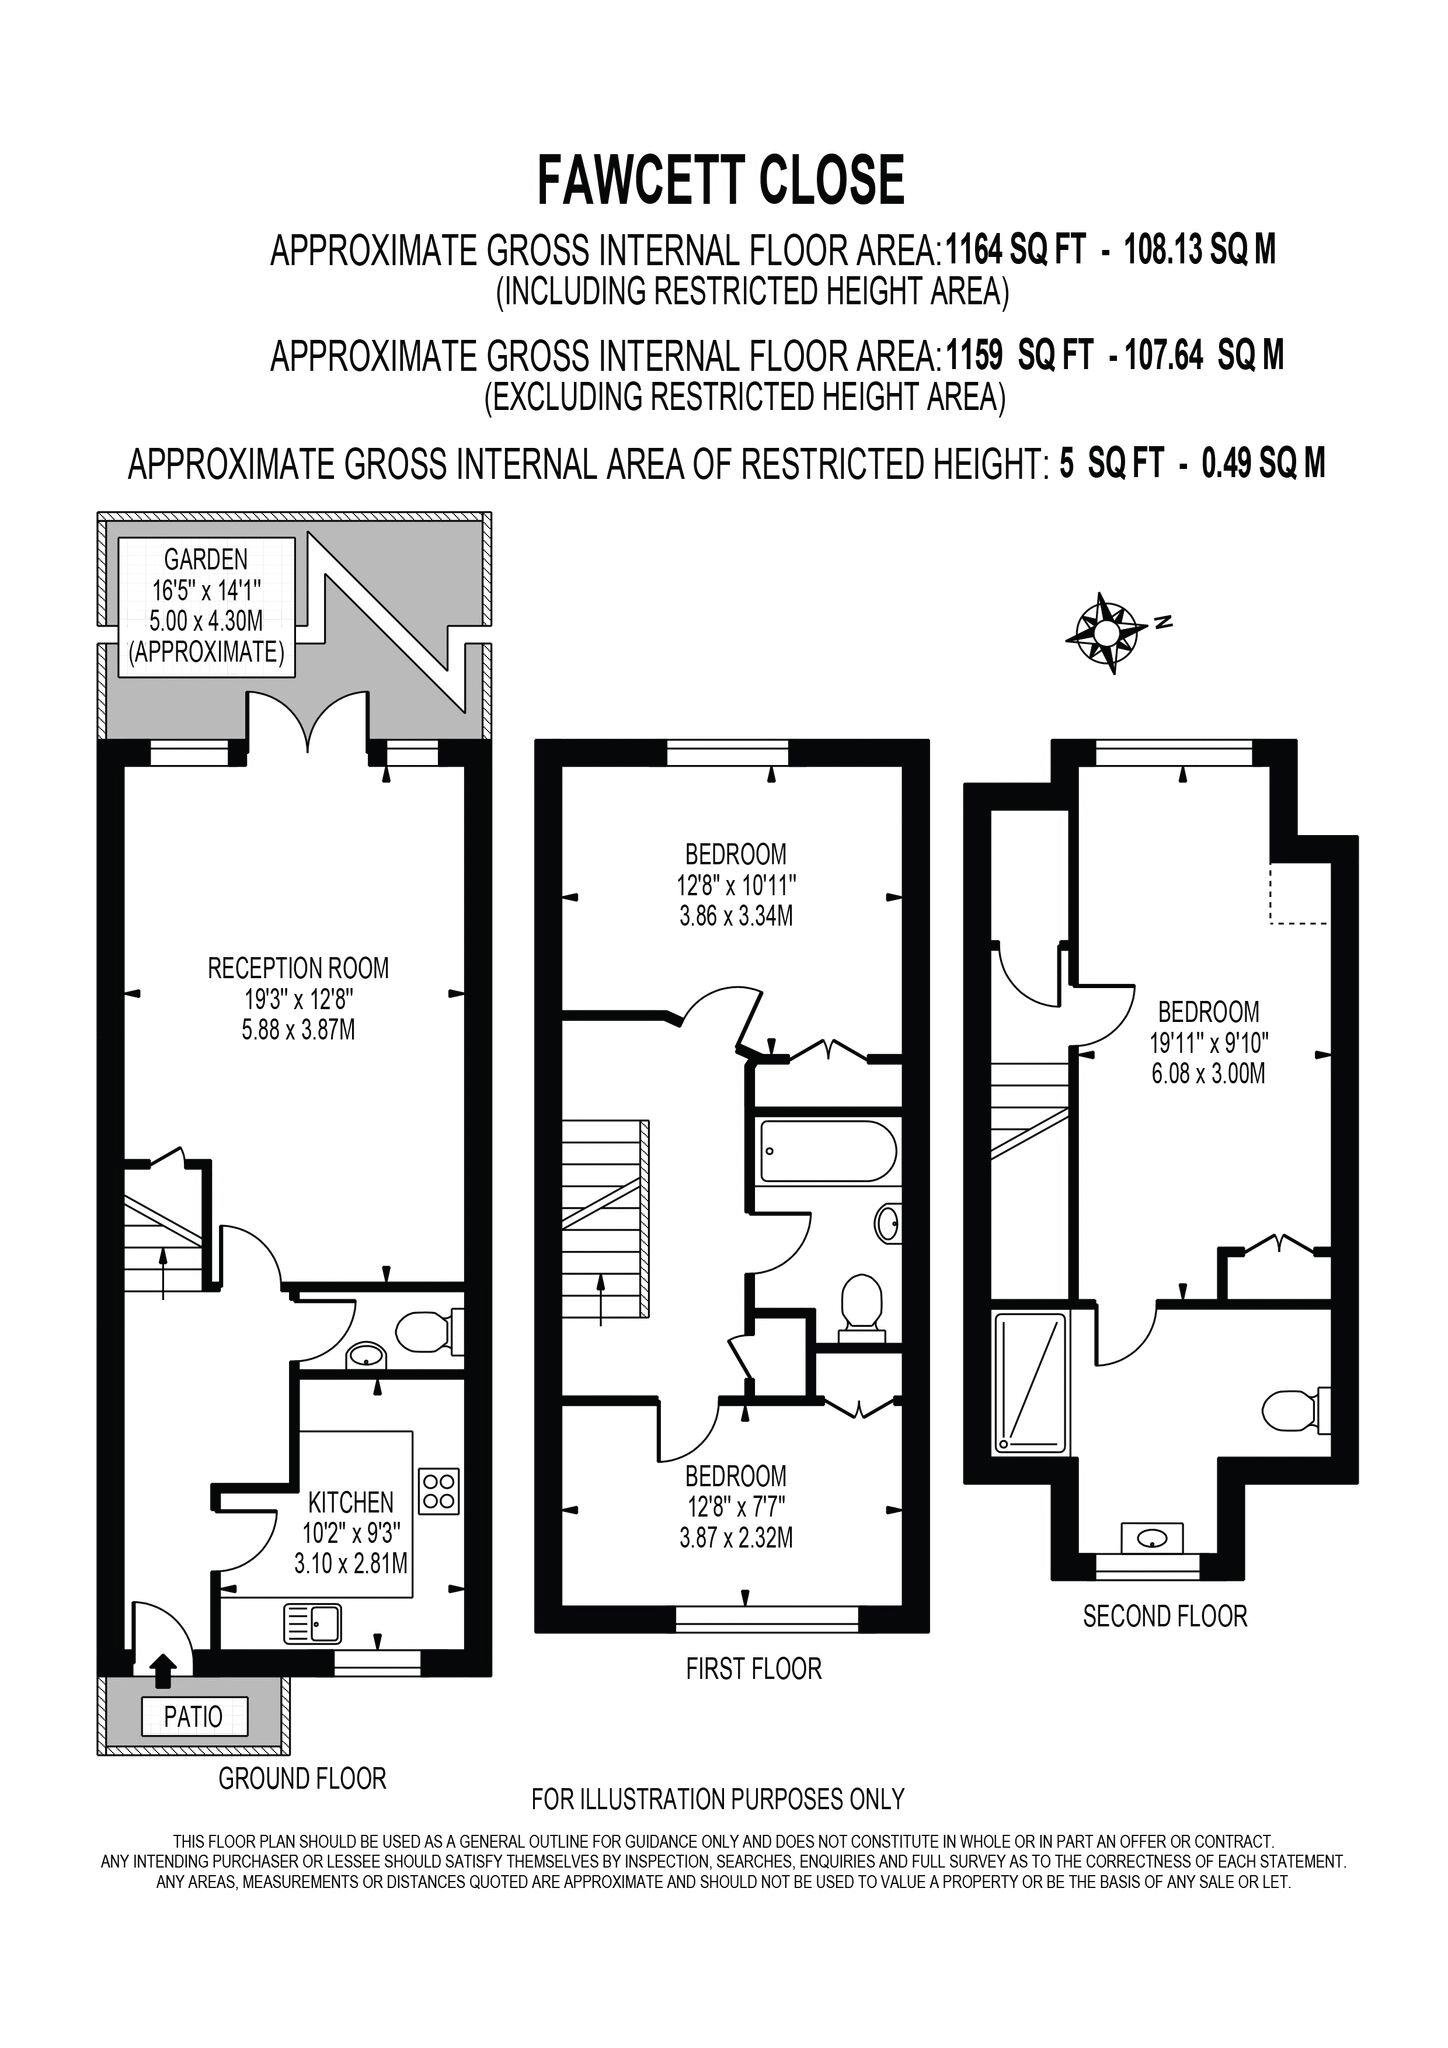 FAWCETT CLOSE
APPROXIMATE GROSS INTERNAL FLOOR AREA: 1164 SQ FT - 108.13 SQ M
(INCLUDING RESTRICTED HEIGHT AREA)
APPROXIMATE GROSS INTERNAL FLOOR AREA: 1159 SQ FT - 107.64 SQ M
(EXCLUDING RESTRICTED HEIGHT AREA)
APPROXIMATE GROSS INTERNAL AREA OF RESTRICTED HEIGHT: 5 SQ FT - 0.49 SQ M
GARDEN
16'5" x 14'1"
5.00 x 4.30M
(APPROXIMATE)
N
RECEPTION ROOM
19'3" x 12'8"
5.88 x 3.87M
KITCHEN
10'2" x 9'3"
3.10 x 2.81M
PATIO
GROUND FLOOR
BEDROOM
12'8" x 10'11"
3.86 x 3.34M
BEDROOM
12'8" x 7'7"
3.87 x 2.32M
FIRST FLOOR
BEDROOM
19'11" x 9'10"
6.08 x 3.00M
SECOND FLOOR
FOR ILLUSTRATION PURPOSES ONLY
THIS FLOOR PLAN SHOULD BE USED AS A GENERAL OUTLINE FOR GUIDANCE ONLY AND DOES NOT CONSTITUTE IN WHOLE OR IN PART AN OFFER OR CONTRACT.
ANY INTENDING PURCHASER OR LESSEE SHOULD SATISFY THEMSELVES BY INSPECTION, SEARCHES, ENQUIRIES AND FULL SURVEY AS TO THE CORRECTNESS OF EACH STATEMENT.
ANY AREAS, MEASUREMENTS OR DISTANCES QUOTED ARE APPROXIMATE AND SHOULD NOT BE USED TO VALUE A PROPERTY OR BE THE BASIS OF ANY SALE OR LET.